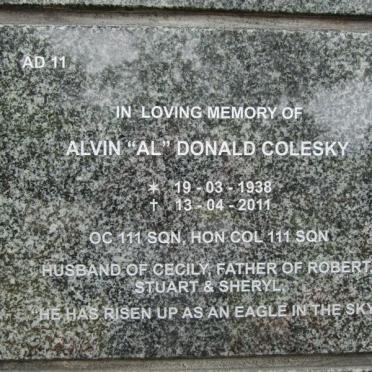 AD 11
IN LOVING MEMORY OF
ALVIN "AL" DONALD COLESKY
✶ 19 - 03 - 1938
† 13 - 04 - 2011
OC 111 SQN, HON COL 111 SQN
HUSBAND OF CECILY, FATHER OF ROBERT,
STUART & SHERYL,
"HE HAS RISEN UP AS AN EAGLE IN THE SKY